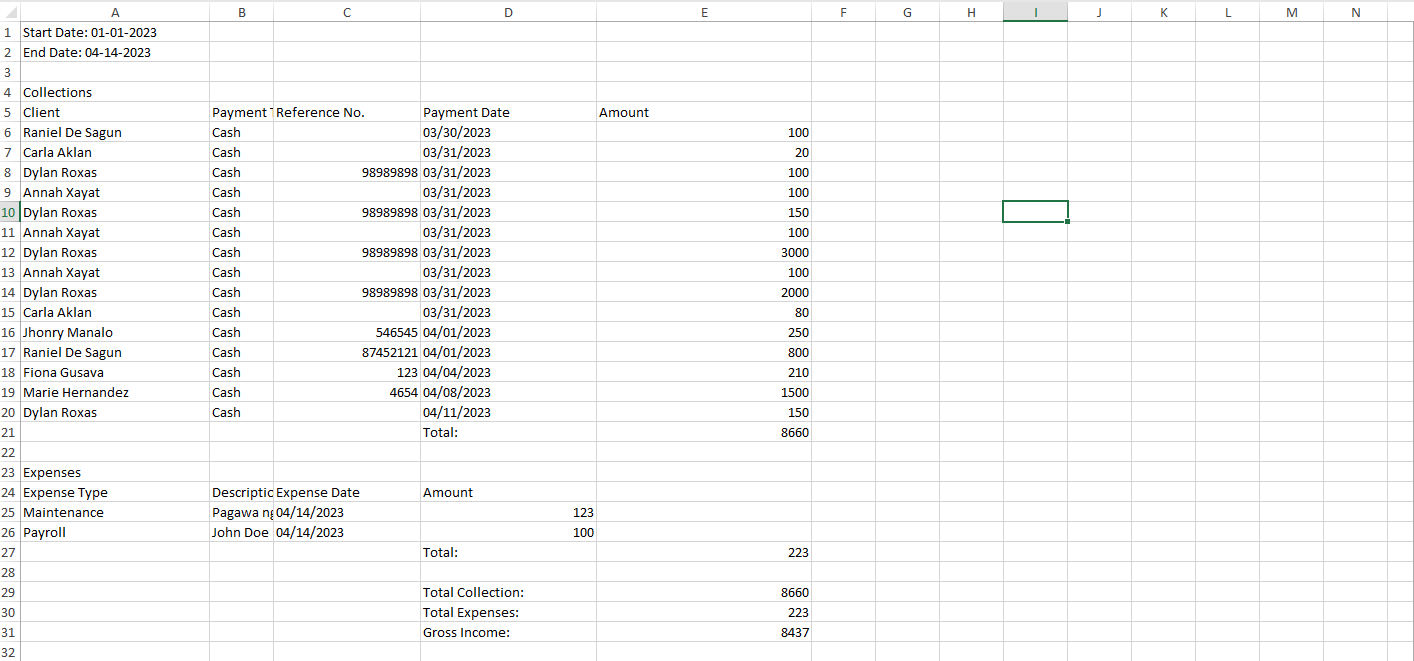 A B C D E F G H I J K L M N
1 Start Date: 01-01-2023
2 End Date: 04-14-2023
3
4 Collections
5 Client Payment T Reference No. Payment Date Amount
6 Raniel De Sagun Cash 03/30/2023 100
7 Carla Aklan Cash 03/31/2023 20
8 Dylan Roxas Cash 98989898 03/31/2023 100
9 Annah Xayat Cash 03/31/2023 100
10 Dylan Roxas Cash 98989898 03/31/2023 150
11 Annah Xayat Cash 03/31/2023 100
12 Dylan Roxas Cash 98989898 03/31/2023 3000
13 Annah Xayat Cash 03/31/2023 100
14 Dylan Roxas Cash 98989898 03/31/2023 2000
15 Carla Aklan Cash 03/31/2023 80
16 Jhonry Manalo Cash 546545 04/01/2023 250
17 Raniel De Sagun Cash 87452121 04/01/2023 800
18 Fiona Gusava Cash 123 04/04/2023 210
19 Marie Hernandez Cash 4654 04/08/2023 1500
20 Dylan Roxas Cash 04/11/2023 150
21 Total: 8660
22
23 Expenses
24 Expense Type Descriptic Expense Date Amount
25 Maintenance Pagawa ng 04/14/2023 123
26 Payroll John Doe 04/14/2023 100
27 Total: 223
28
29 Total Collection: 8660
30 Total Expenses: 223
31 Gross Income: 8437
32